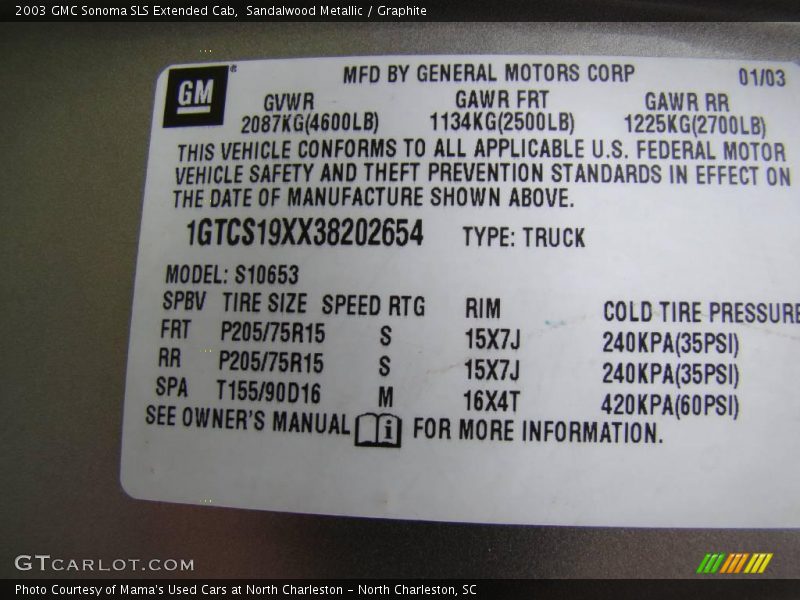 2003 GMC Sonoma SLS Extended Cab,  Sandalwood Metallic / Graphite
GM®
MFD BY GENERAL MOTORS CORP 01/03
GVWR GAWR FRT GAWR RR
2087KG(4600LB) 1134KG(2500LB) 1225KG(2700LB)
THIS VEHICLE CONFORMS TO ALL APPLICABLE U.S. FEDERAL MOTOR
VEHICLE SAFETY AND THEFT PREVENTION STANDARDS IN EFFECT ON
THE DATE OF MANUFACTURE SHOWN ABOVE.
1GTCS19XX38202654 TYPE: TRUCK
MODEL: S10653
SPBV TIRE SIZE SPEED RTG RIM COLD TIRE PRESSURE
FRT P205/75R15 S 15X7J 240KPA(35PSI)
RR P205/75R15 S 15X7J 240KPA(35PSI)
SPA T155/90D16 M 16X4T 420KPA(60PSI)
SEE OWNER'S MANUAL i FOR MORE INFORMATION.
GTCARLOT.COM
Photo Courtesy of Mama's Used Cars at North Charleston - North Charleston, SC